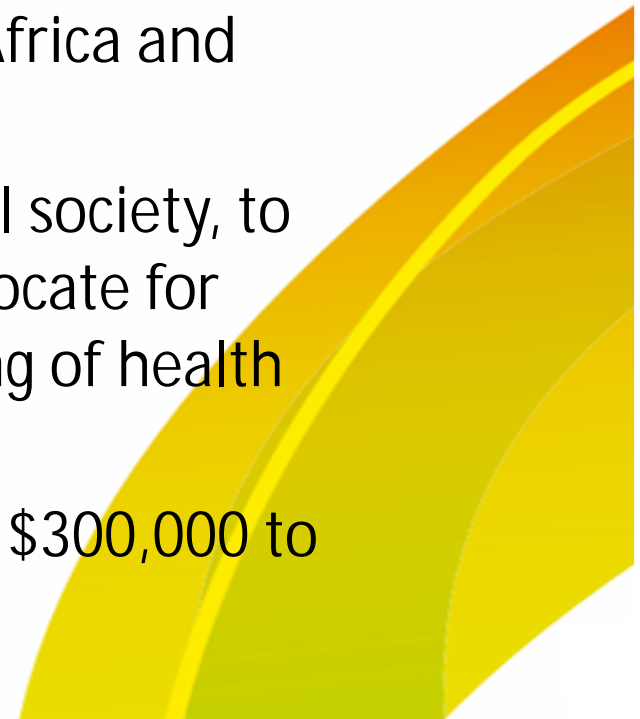 Africa and
l society, to
ocate for
g of health
$300,000 to